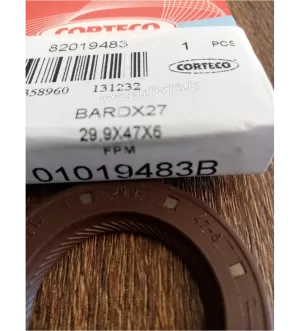 CORTECO
82019483
1 PCS
358960
131232
CORTECO
BARDX27
29,9X47X6
FPM
01019483B